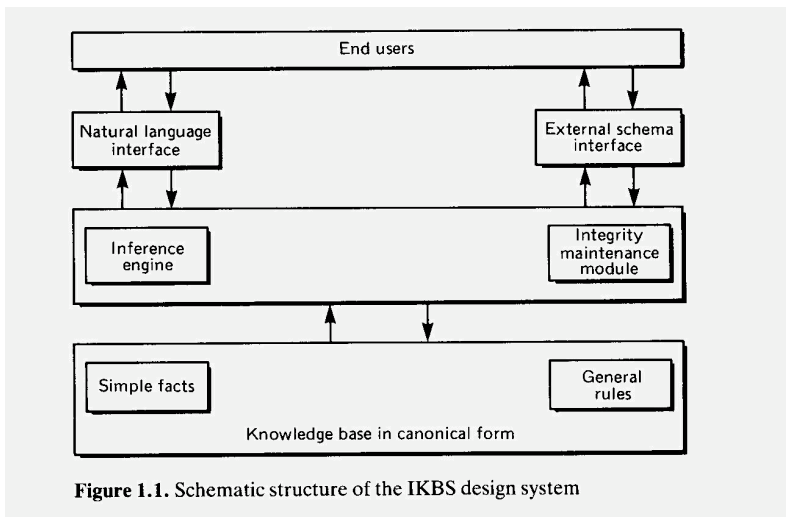 End users
Natural language
interface
External schema
interface
Inference
engine
Integrity
maintenance
module
Simple facts
General
rules
Knowledge base in canonical form
Figure 1.1. Schematic structure of the IKBS design system